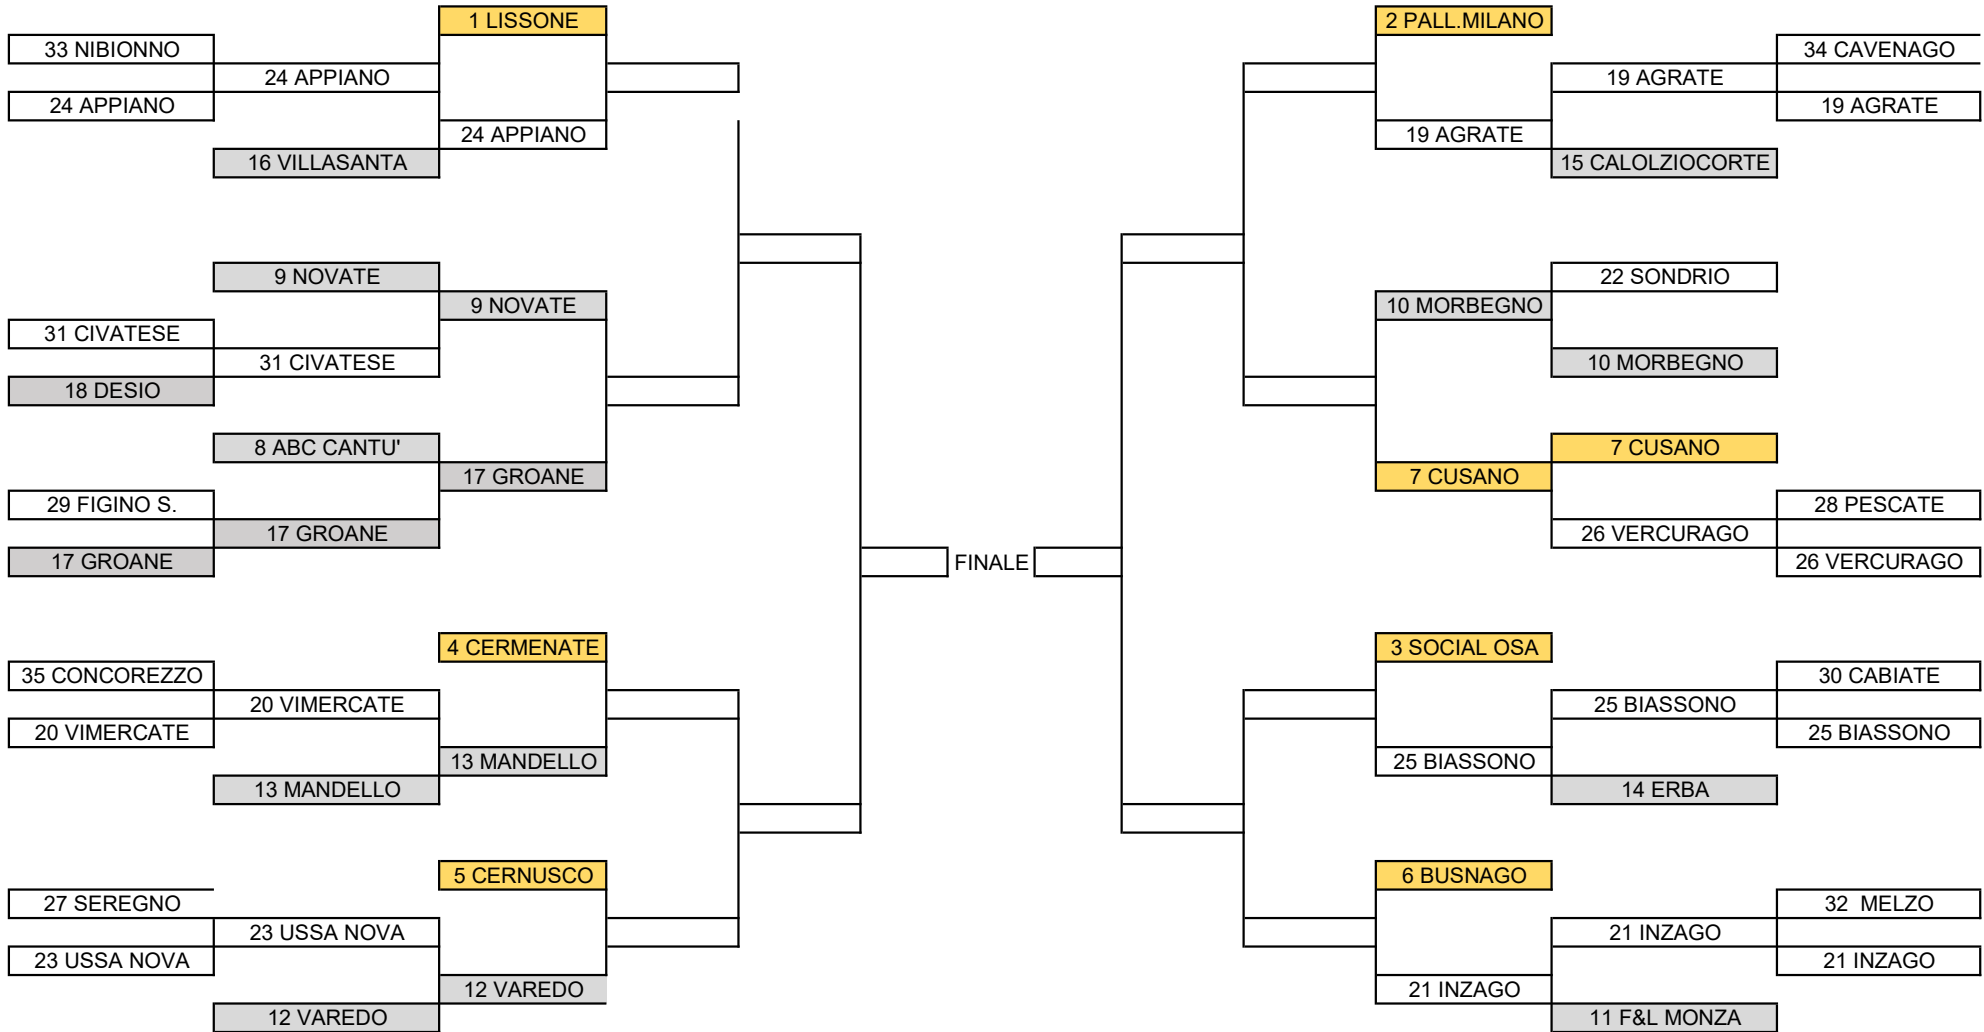 1 LISSONE
2 PALL.MILANO
33 NIBIONNO
34 CAVENAGO
24 APPIANO
19 AGRATE
24 APPIANO
19 AGRATE
24 APPIANO
19 AGRATE
16 VILLASANTA
15 CALOLZIOCORTE
9 NOVATE
22 SONDRIO
9 NOVATE
10 MORBEGNO
31 CIVATESE
31 CIVATESE
10 MORBEGNO
18 DESIO
8 ABC CANTU'
7 CUSANO
17 GROANE
7 CUSANO
29 FIGINO S.
28 PESCATE
17 GROANE
26 VERCURAGO
17 GROANE
FINALE
26 VERCURAGO
4 CERMENATE
3 SOCIAL OSA
35 CONCOREZZO
30 CABIATE
20 VIMERCATE
25 BIASSONO
20 VIMERCATE
25 BIASSONO
13 MANDELLO
25 BIASSONO
13 MANDELLO
14 ERBA
5 CERNUSCO
6 BUSNAGO
27 SEREGNO
32 MELZO
23 USSA NOVA
21 INZAGO
23 USSA NOVA
21 INZAGO
12 VAREDO
21 INZAGO
12 VAREDO
11 F&L MONZA